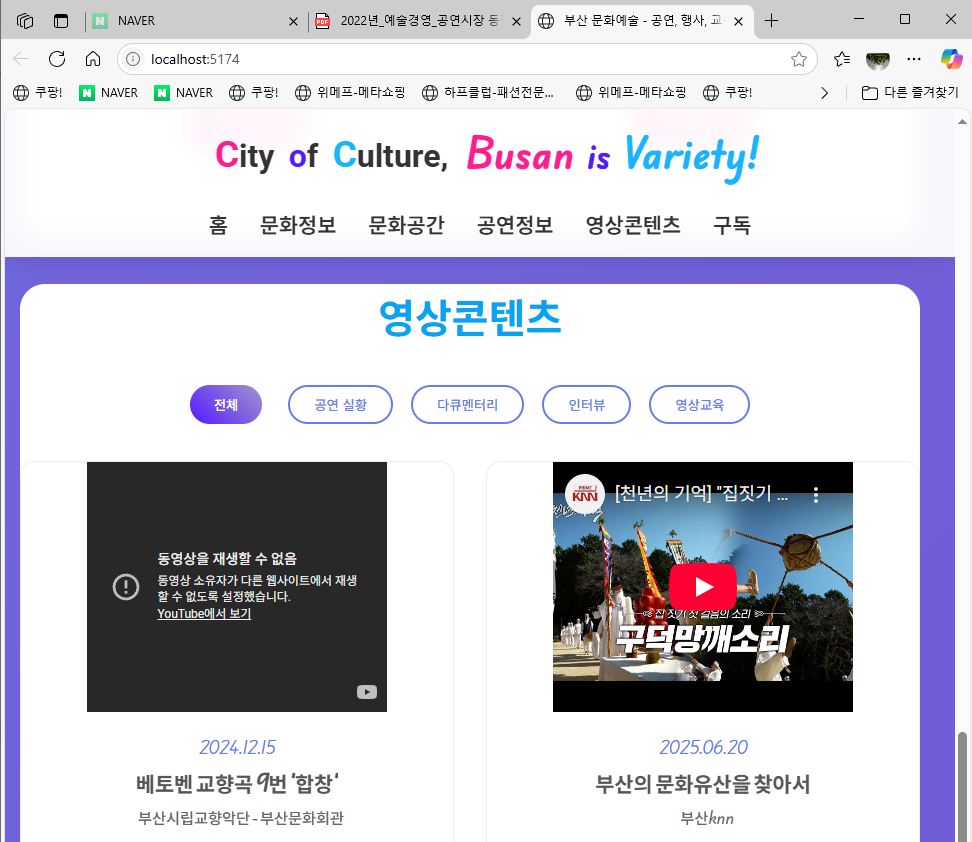 NAVER
2022년_예술경영_공연시장 동
부산 문화예술 - 공연, 행사, 교육
localhost:5174
쿠팡! NAVER NAVER 쿠팡! 위메프-메타쇼핑 하프클럽-패션전문... 위메프-메타쇼핑 쿠팡! 다른 즐겨찾기
City of Culture, Busan is Variety!
홈 문화정보 문화공간 공연정보 영상콘텐츠 구독
영상콘텐츠
전체 공연 실황 다큐멘터리 인터뷰 영상교육
동영상을 재생할 수 없음
동영상 소유자가 다른 웹사이트에서 재생
할 수 없도록 설정했습니다.
YouTube에서 보기
2024.12.15
베토벤 교향곡 9번 '합창'
부산시립교향악단 - 부산문화회관
KNN
[천년의 기억] "집짓기 ...
집 짓기 첫 걸음의 소리
구덕망깨소리
2025.06.20
부산의 문화유산을 찾아서
부산knn